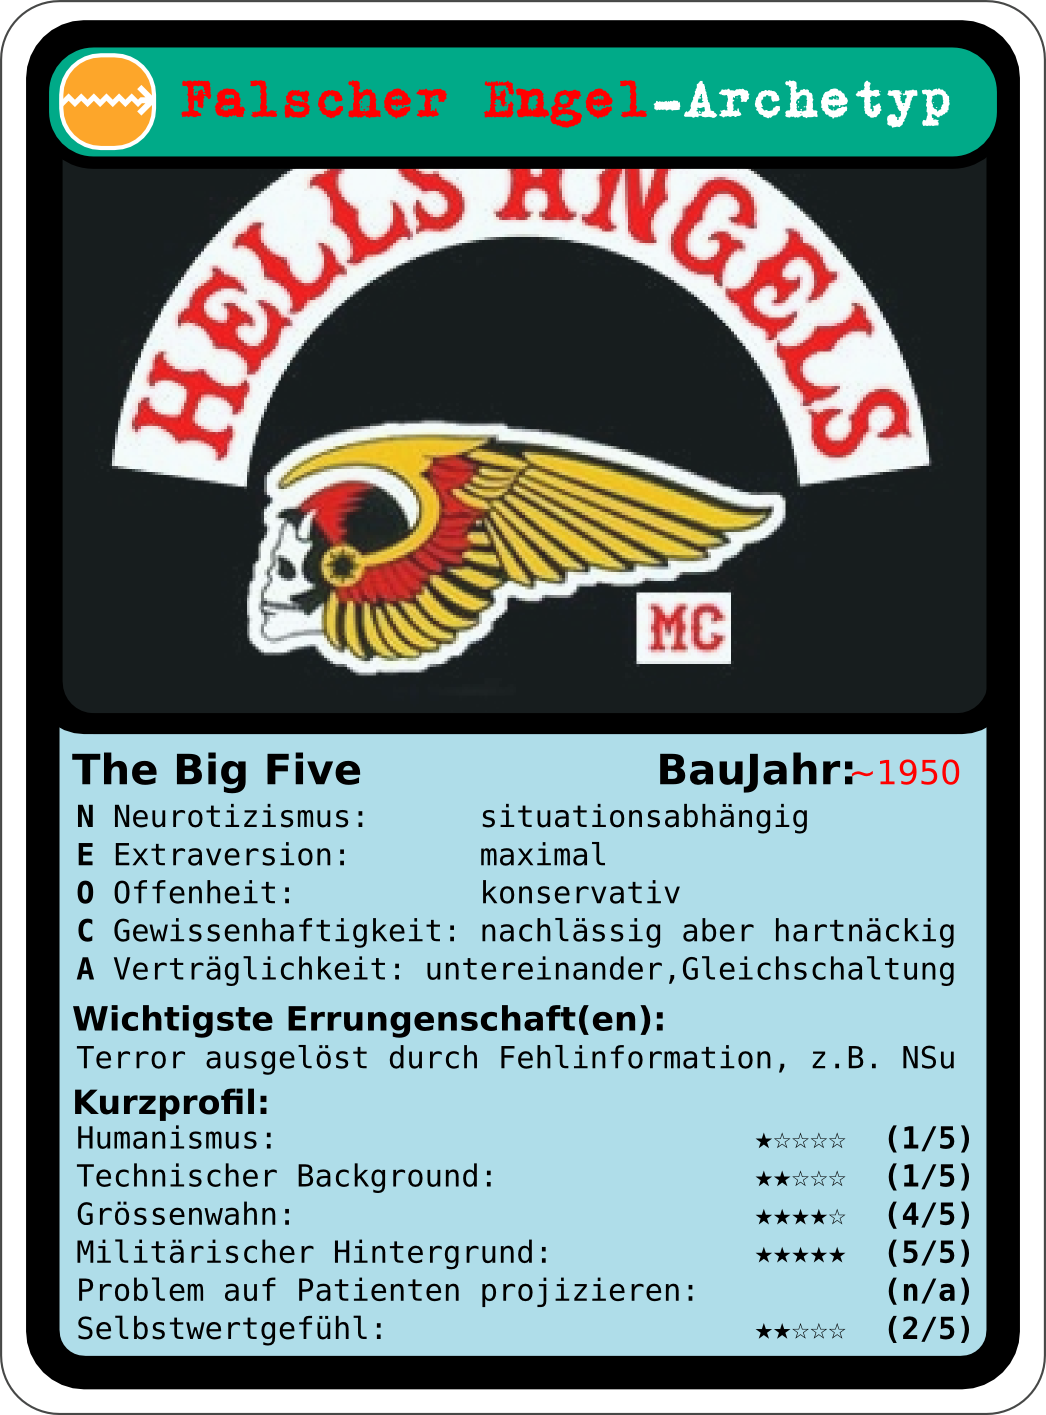 Falscher Engel-Archetyp
HELLS ANGELS
MC
The Big Five BauJahr:~1950
N Neurotizismus: situationsabhängig
E Extraversion: maximal
O Offenheit: konservativ
C Gewissenhaftigkeit: nachlässig aber hartnäckig
A Verträglichkeit: untereinander,Gleichschaltung
Wichtigste Errungenschaft(en):
Terror ausgelöst durch Fehlinformation, z.B. NSu
Kurzprofil:
Humanismus: ★☆☆☆☆ (1/5)
Technischer Background: ★★☆☆☆ (1/5)
Grössenwahn: ★★★★☆ (4/5)
Militärischer Hintergrund: ★★★★★ (5/5)
Problem auf Patienten projizieren: (n/a)
Selbstwertgefühl: ★★☆☆☆ (2/5)